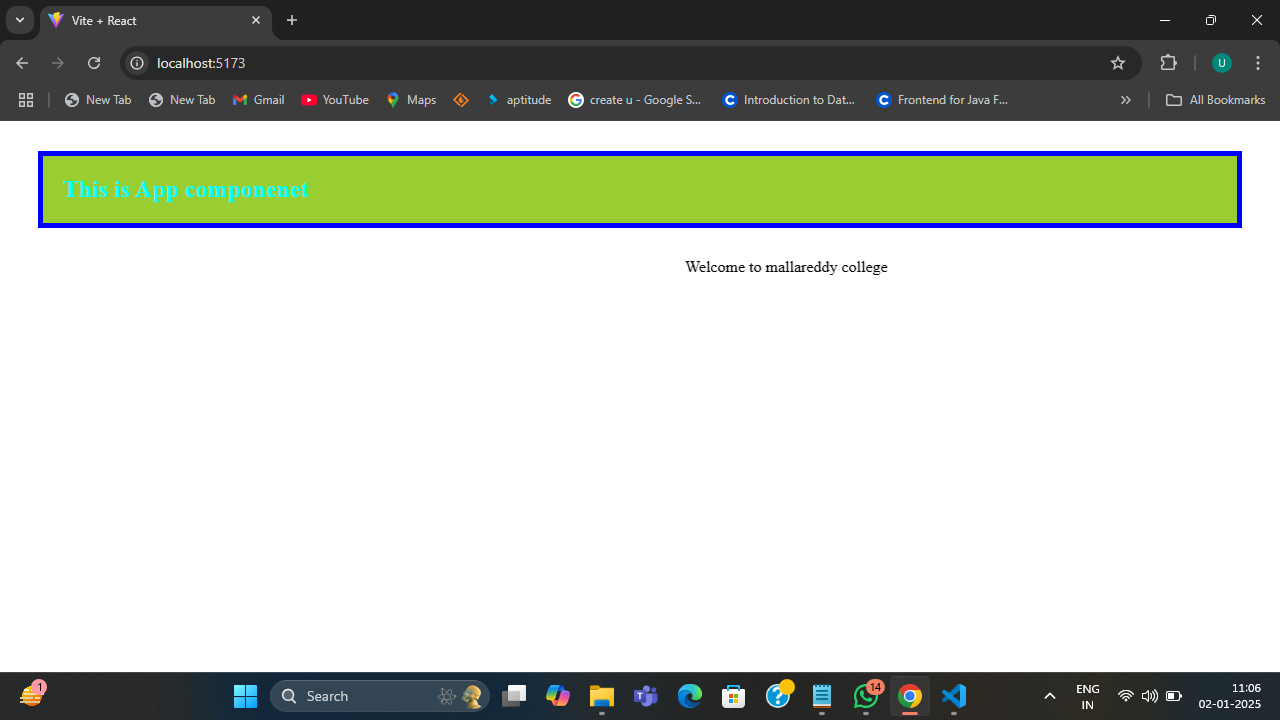 Vite + React
localhost:5173
U
New Tab
New Tab
Gmail
YouTube
Maps
aptitude
create u - Google S...
Introduction to Dat...
Frontend for Java F...
All Bookmarks
This is App componenet
Welcome to mallareddy college
1
Search
14
ENG
IN
11:06
02-01-2025